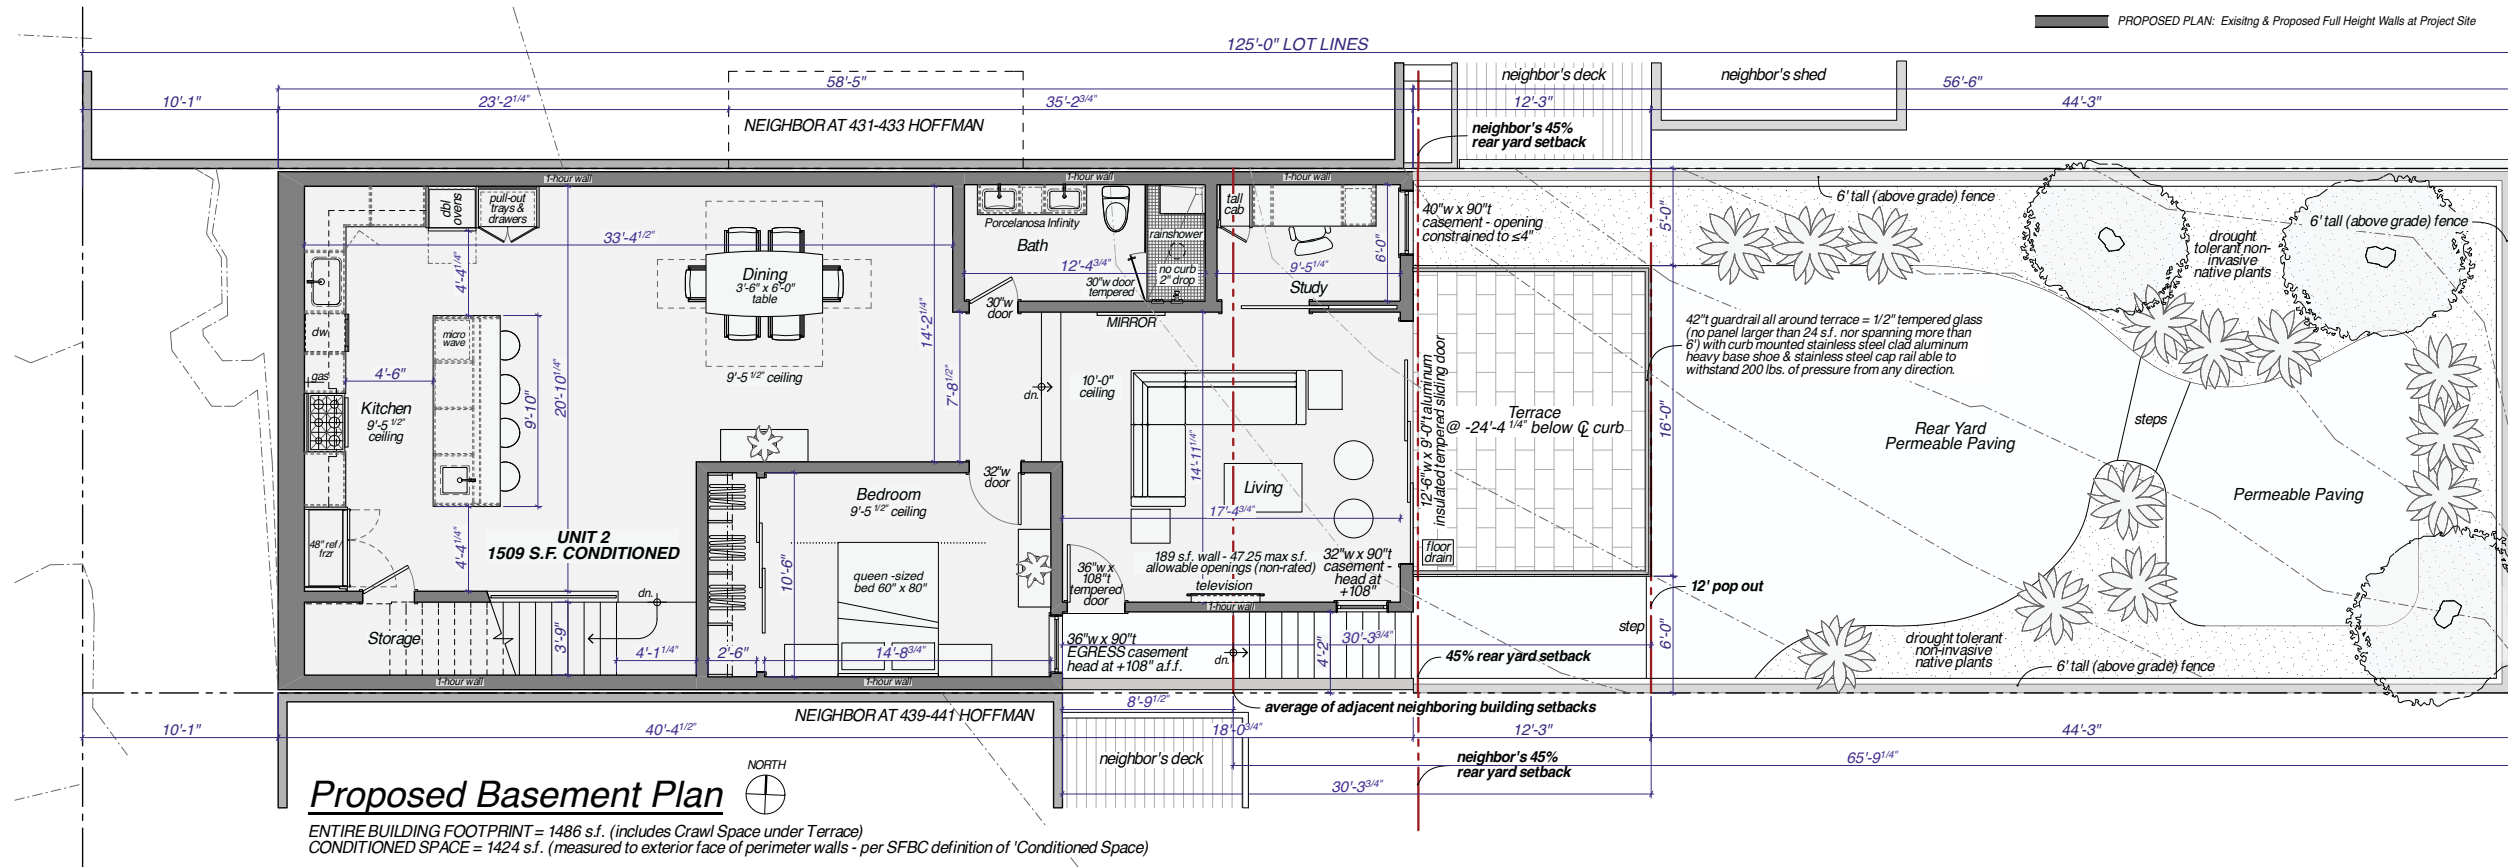 PROPOSED PLAN: Exisitng & Proposed Full Height Walls at Project Site
125'-0" LOT LINES
58'-5"
56'-6"
10'-1"
23'-2 1/4"
35'-2 3/4"
12'-3"
44'-3"
neighbor's deck
neighbor's shed
NEIGHBOR AT 431-433 HOFFMAN
neighbor's 45%
rear yard setback
1-hour wall
1-hour wall
1-hour wall
dbl
ovens
pull-out
trays &
drawers
33'-4 1/2"
4'-4 1/4"
Dining
3'-6" x 6'-0"
table
9'-5 1/2" ceiling
14'-2 1/4"
7'-8 1/2"
Porcelanosa Infinity
Bath
12'-4 3/4"
30"w
door
30"w door
tempered
rainshower
no curb
2" drop
MIRROR
tall
cab
9'-5 1/4"
6'-0"
Study
40"w x 90"t
casement - opening
constrained to ≤4"
5'-0"
6' tall (above grade) fence
drought
tolerant non-
invasive
native plants
6' tall (above grade) fence
dw
gas
micro
wave
4'-6"
Kitchen
9'-5 1/2"
ceiling
9'-10"
20'-10 1/4"
4'-4 1/4"
48" ref /
frzr
UNIT 2
1509 S.F. CONDITIONED
dn.
10'-0"
ceiling
12'-6"w x 9'-0"t aluminum
insulated tempered sliding door
Terrace
@ -24'-4 1/4" below ℄ curb
16'-0"
42"t guardrail all around terrace = 1/2" tempered glass
(no panel larger than 24 s.f. nor spanning more than
6') with curb mounted stainless steel clad aluminum
heavy base shoe & stainless steel cap rail able to
withstand 200 lbs. of pressure from any direction.
Rear Yard
Permeable Paving
steps
Permeable Paving
32"w
door
Bedroom
9'-5 1/2" ceiling
10'-6"
queen -sized
bed 60" x 80"
14'-11 1/4"
Living
17'-4 3/4"
189 s.f. wall - 47.25 max s.f.
allowable openings (non-rated)
television
1-hour wall
36"w x
108"t
tempered
door
32"w x 90"t
casement -
head at
+108"
floor
drain
12' pop out
dn.
Storage
3'-9"
4'-1 1/4"
2'-6"
14'-8 3/4"
36"w x 90"t
EGRESS casement
head at +108" a.f.f.
dn.
4'-2"
30'-3 3/4"
step
6'-0"
45% rear yard setback
drought tolerant
non-invasive
native plants
6' tall (above grade) fence
1-hour wall
1-hour wall
8'-9 1/2"
average of adjacent neighboring building setbacks
NEIGHBOR AT 439-441 HOFFMAN
10'-1"
40'-4 1/2"
18'-0 3/4"
12'-3"
44'-3"
neighbor's deck
neighbor's 45%
rear yard setback
65'-9 1/4"
30'-3 3/4"
NORTH
Proposed Basement Plan
ENTIRE BUILDING FOOTPRINT = 1486 s.f. (includes Crawl Space under Terrace)
CONDITIONED SPACE = 1424 s.f. (measured to exterior face of perimeter walls - per SFBC definition of 'Conditioned Space)